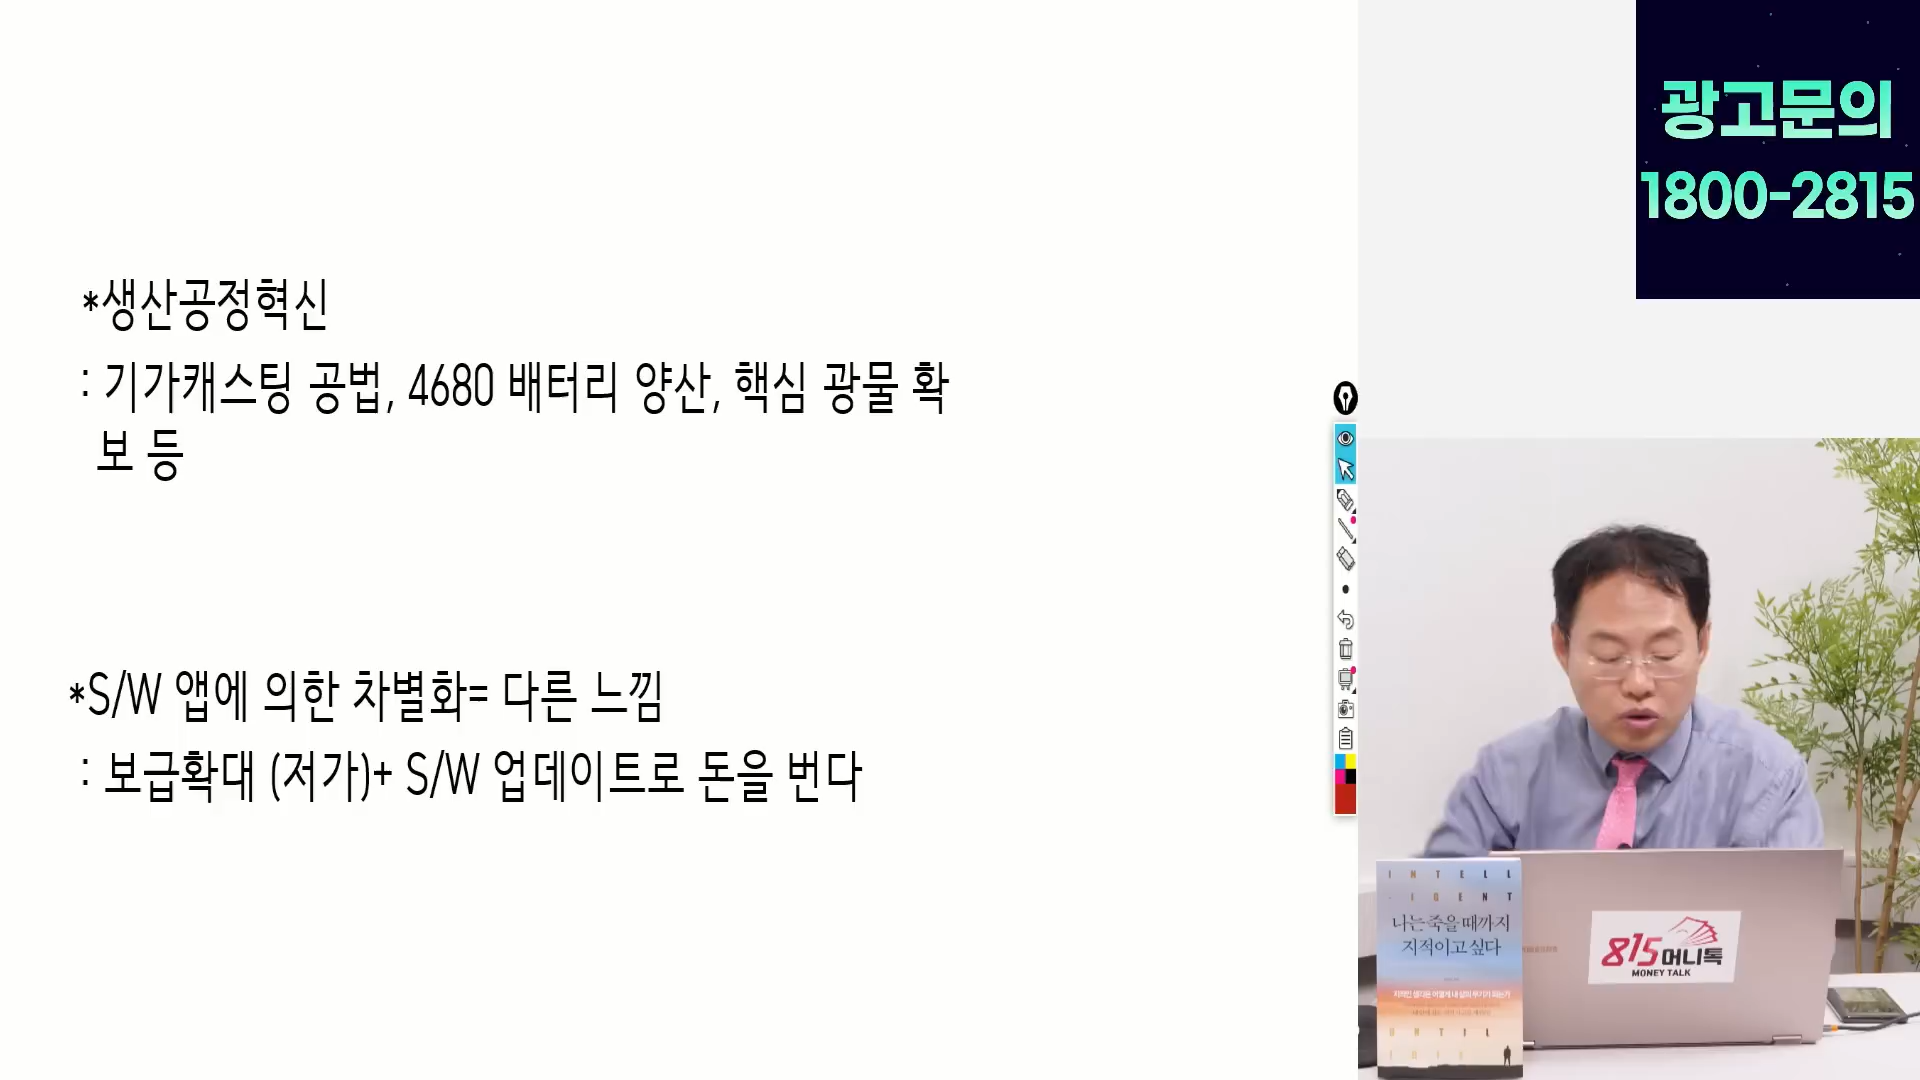 *생산공정혁신
: 기가캐스팅 공법, 4680 배터리 양산, 핵심 광물 확
보 등
*S/W 앱에 의한 차별화= 다른 느낌
: 보급확대 (저가)+ S/W 업데이트로 돈을 번다
광고문의
1800-2815
INTELL
나는 죽을 때까지
지적이고 싶다
UNTIL
815머니톡
MONEY TALK